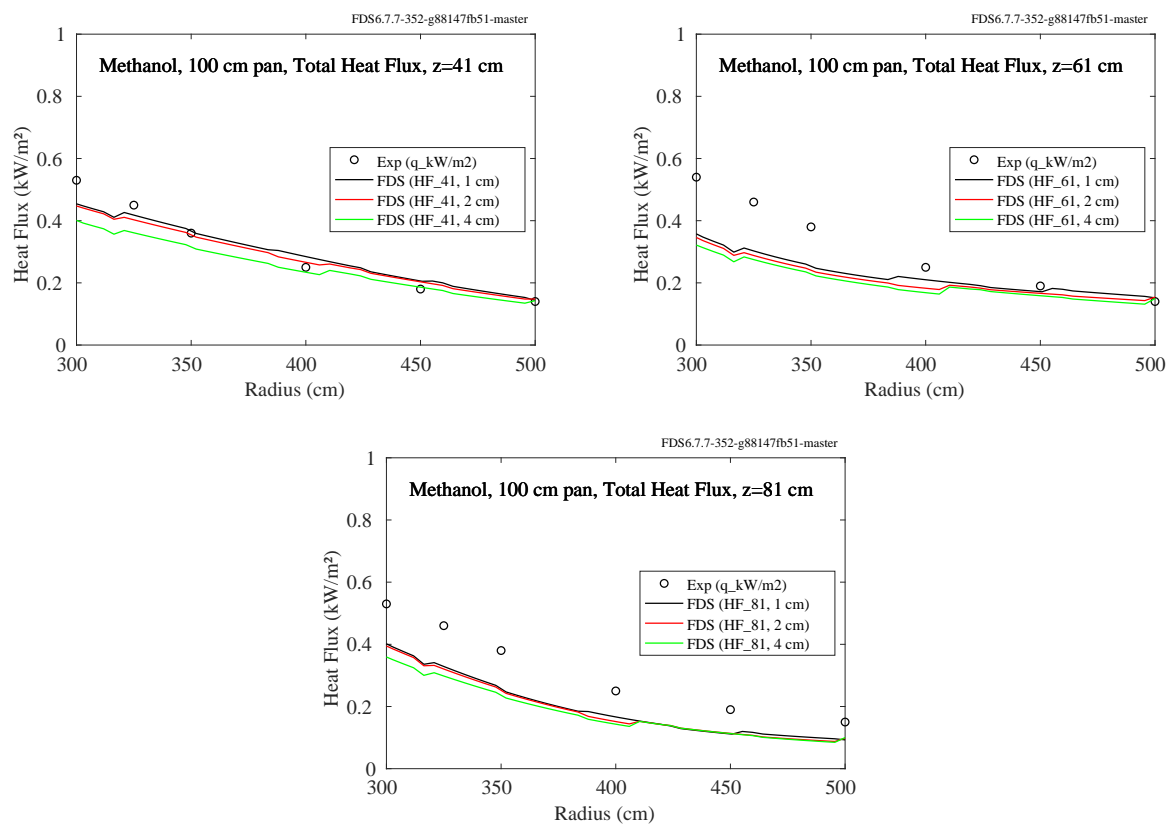 FDS6.7.7-352-g88147fb51-master
Methanol, 100 cm pan, Total Heat Flux, z=41 cm
Heat Flux (kW/m²)
1
0.8
0.6
0.4
0.2
0
Exp (q_kW/m2)
FDS (HF_41, 1 cm)
FDS (HF_41, 2 cm)
FDS (HF_41, 4 cm)
300 350 400 450 500
Radius (cm)
FDS6.7.7-352-g88147fb51-master
Methanol, 100 cm pan, Total Heat Flux, z=61 cm
Heat Flux (kW/m²)
1
0.8
0.6
0.4
0.2
0
Exp (q_kW/m2)
FDS (HF_61, 1 cm)
FDS (HF_61, 2 cm)
FDS (HF_61, 4 cm)
300 350 400 450 500
Radius (cm)
FDS6.7.7-352-g88147fb51-master
Methanol, 100 cm pan, Total Heat Flux, z=81 cm
Heat Flux (kW/m²)
1
0.8
0.6
0.4
0.2
0
Exp (q_kW/m2)
FDS (HF_81, 1 cm)
FDS (HF_81, 2 cm)
FDS (HF_81, 4 cm)
300 350 400 450 500
Radius (cm)